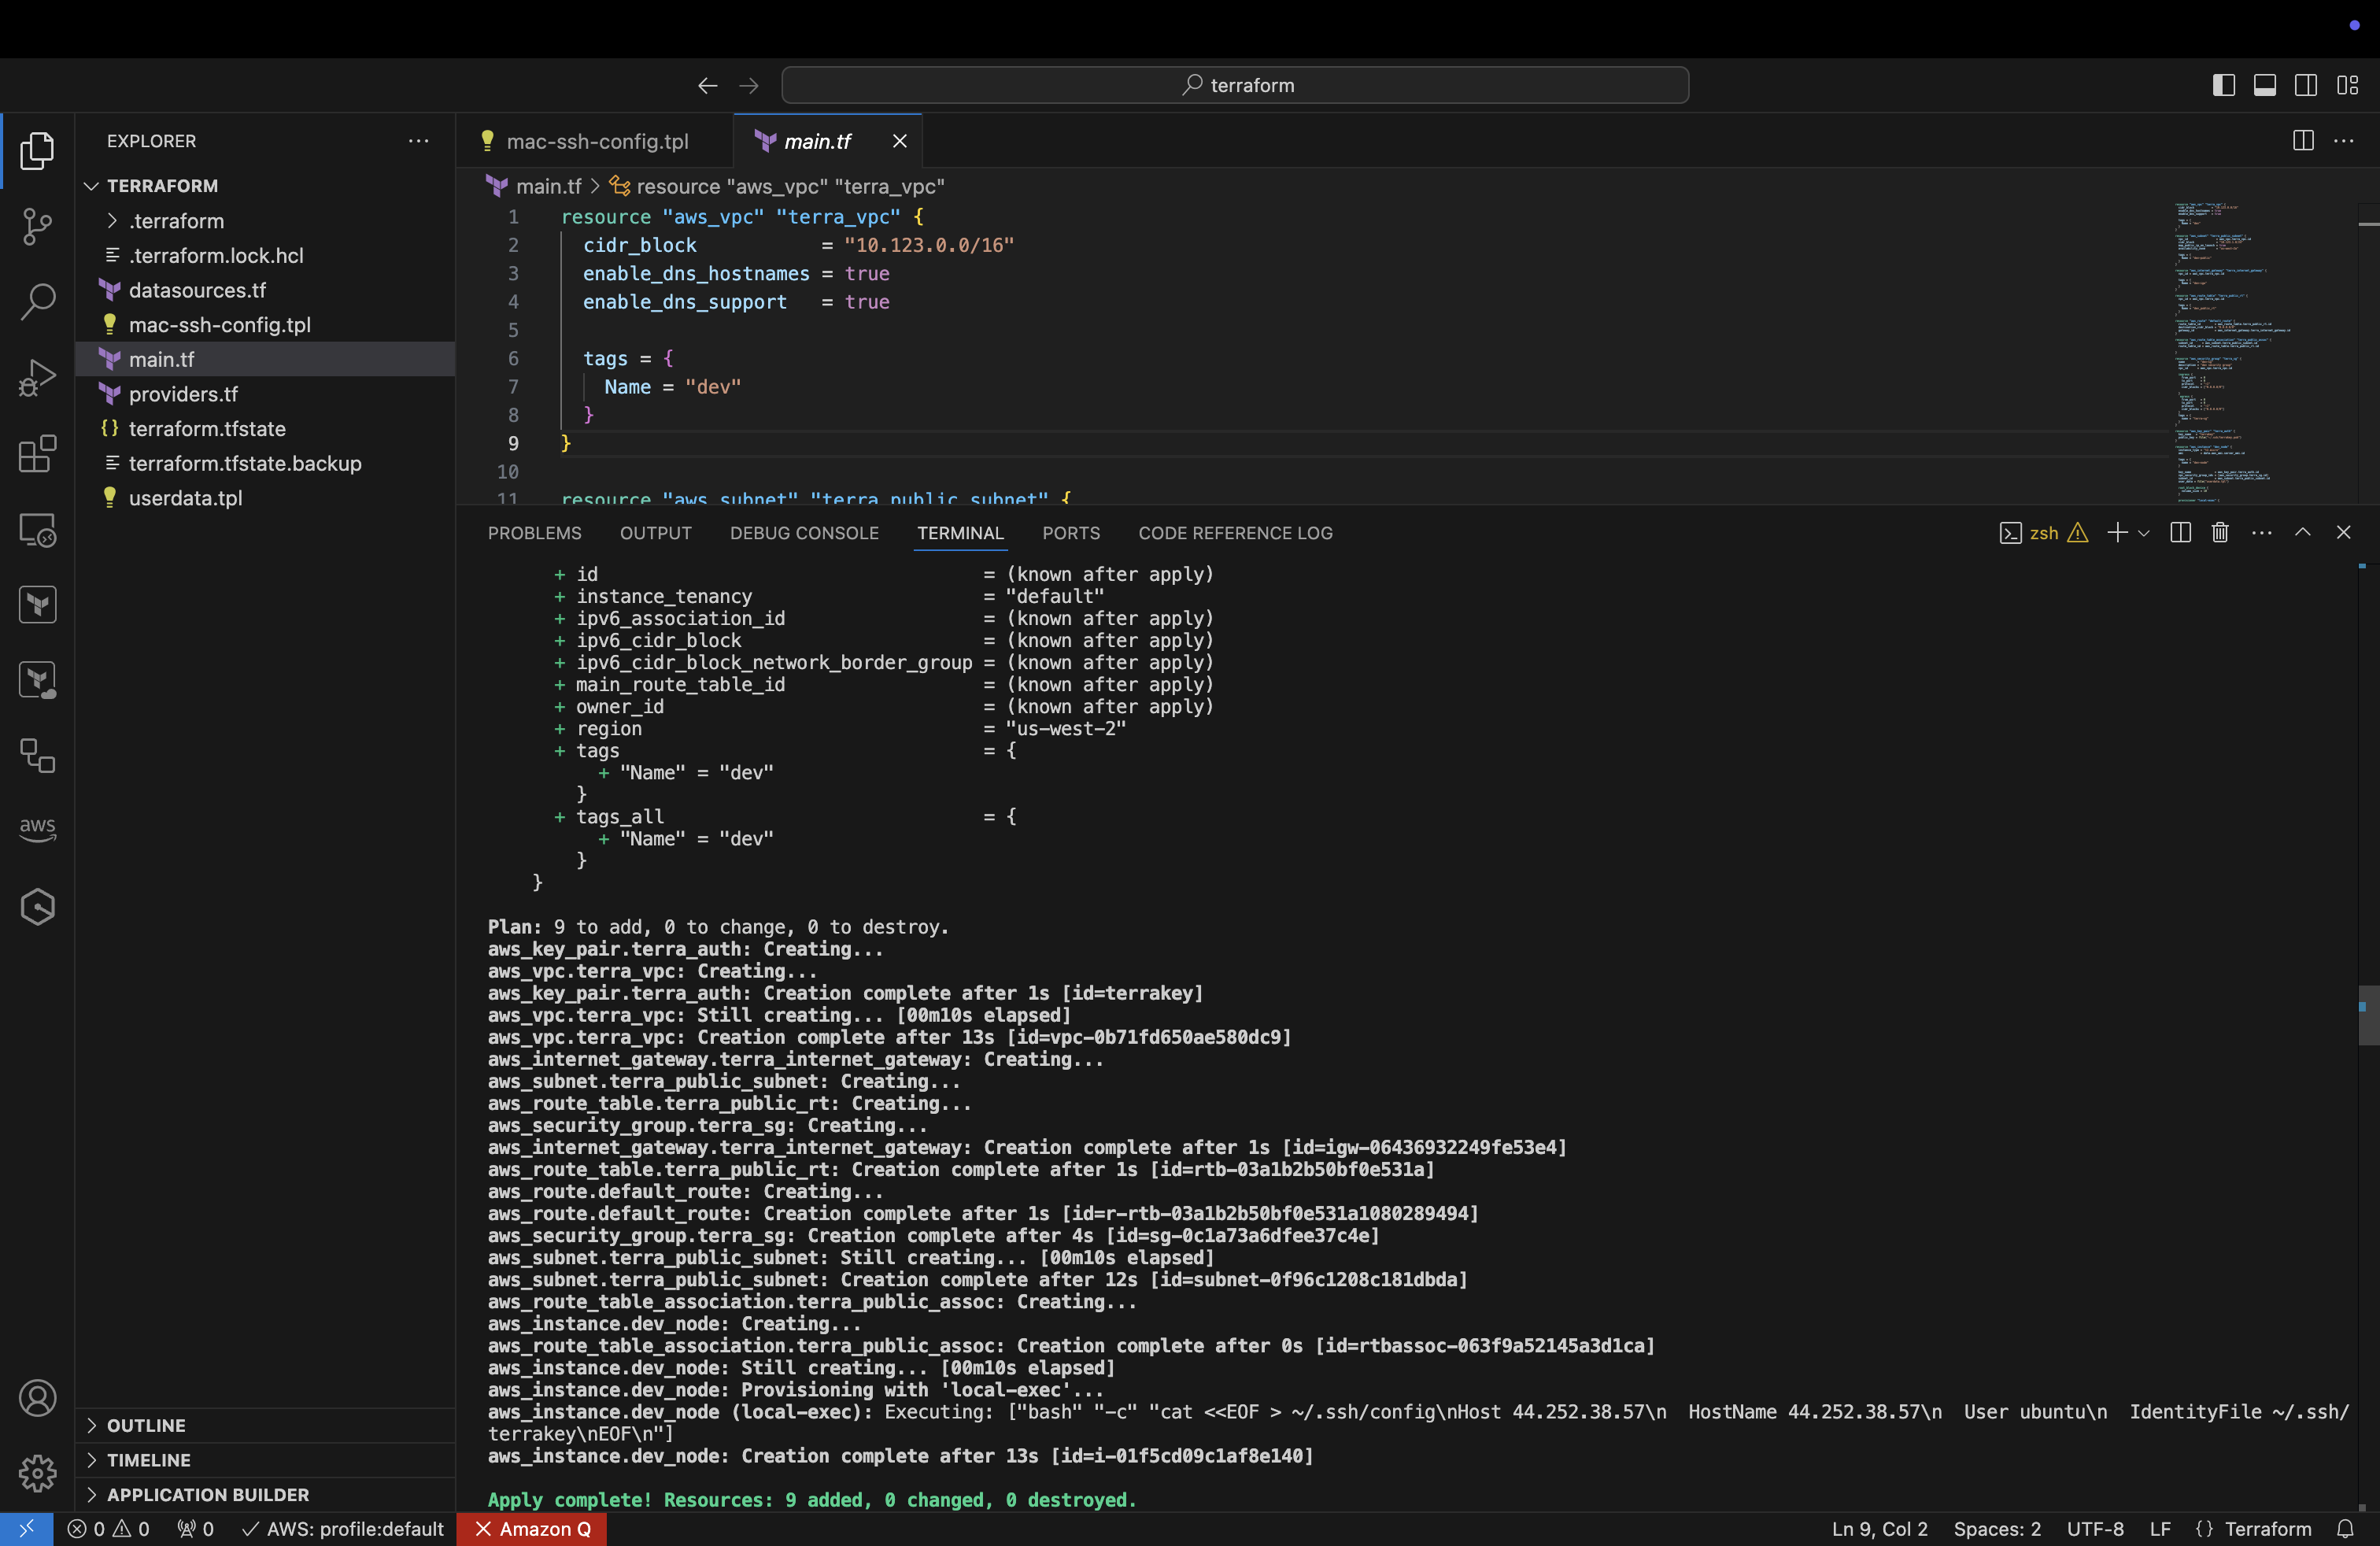 terraform
EXPLORER
TERRAFORM
.terraform
.terraform.lock.hcl
datasources.tf
mac-ssh-config.tpl
main.tf
providers.tf
terraform.tfstate
terraform.tfstate.backup
userdata.tpl
OUTLINE
TIMELINE
APPLICATION BUILDER
aws
mac-ssh-config.tpl
main.tf
main.tf > resource "aws_vpc" "terra_vpc"
1 resource "aws_vpc" "terra_vpc" {
2 cidr_block = "10.123.0.0/16"
3 enable_dns_hostnames = true
4 enable_dns_support = true
5
6 tags = {
7 Name = "dev"
8 }
9 }
10
11 resource "aws_subnet" "terra_public_subnet" {
PROBLEMS OUTPUT DEBUG CONSOLE TERMINAL PORTS CODE REFERENCE LOG
zsh
+ id = (known after apply)
+ instance_tenancy = "default"
+ ipv6_association_id = (known after apply)
+ ipv6_cidr_block = (known after apply)
+ ipv6_cidr_block_network_border_group = (known after apply)
+ main_route_table_id = (known after apply)
+ owner_id = (known after apply)
+ region = "us-west-2"
+ tags = {
+ "Name" = "dev"
}
+ tags_all = {
+ "Name" = "dev"
}
}
Plan: 9 to add, 0 to change, 0 to destroy.
aws_key_pair.terra_auth: Creating...
aws_vpc.terra_vpc: Creating...
aws_key_pair.terra_auth: Creation complete after 1s [id=terrakey]
aws_vpc.terra_vpc: Still creating... [00m10s elapsed]
aws_vpc.terra_vpc: Creation complete after 13s [id=vpc-0b71fd650ae580dc9]
aws_internet_gateway.terra_internet_gateway: Creating...
aws_subnet.terra_public_subnet: Creating...
aws_route_table.terra_public_rt: Creating...
aws_security_group.terra_sg: Creating...
aws_internet_gateway.terra_internet_gateway: Creation complete after 1s [id=igw-06436932249fe53e4]
aws_route_table.terra_public_rt: Creation complete after 1s [id=rtb-03a1b2b50bf0e531a]
aws_route.default_route: Creating...
aws_route.default_route: Creation complete after 1s [id=r-rtb-03a1b2b50bf0e531a1080289494]
aws_security_group.terra_sg: Creation complete after 4s [id=sg-0c1a73a6dfee37c4e]
aws_subnet.terra_public_subnet: Still creating... [00m10s elapsed]
aws_subnet.terra_public_subnet: Creation complete after 12s [id=subnet-0f96c1208c181dbda]
aws_route_table_association.terra_public_assoc: Creating...
aws_instance.dev_node: Creating...
aws_route_table_association.terra_public_assoc: Creation complete after 0s [id=rtbassoc-063f9a52145a3d1ca]
aws_instance.dev_node: Still creating... [00m10s elapsed]
aws_instance.dev_node: Provisioning with 'local-exec'...
aws_instance.dev_node (local-exec): Executing: ["bash" "-c" "cat <<EOF > ~/.ssh/config\nHost 44.252.38.57\n  HostName 44.252.38.57\n  User ubuntu\n  IdentityFile ~/.ssh/
terrakey\nEOF\n"]
aws_instance.dev_node: Creation complete after 13s [id=i-01f5cd09c1af8e140]
Apply complete! Resources: 9 added, 0 changed, 0 destroyed.
0 0 0 AWS: profile:default Amazon Q Ln 9, Col 2 Spaces: 2 UTF-8 LF {} Terraform